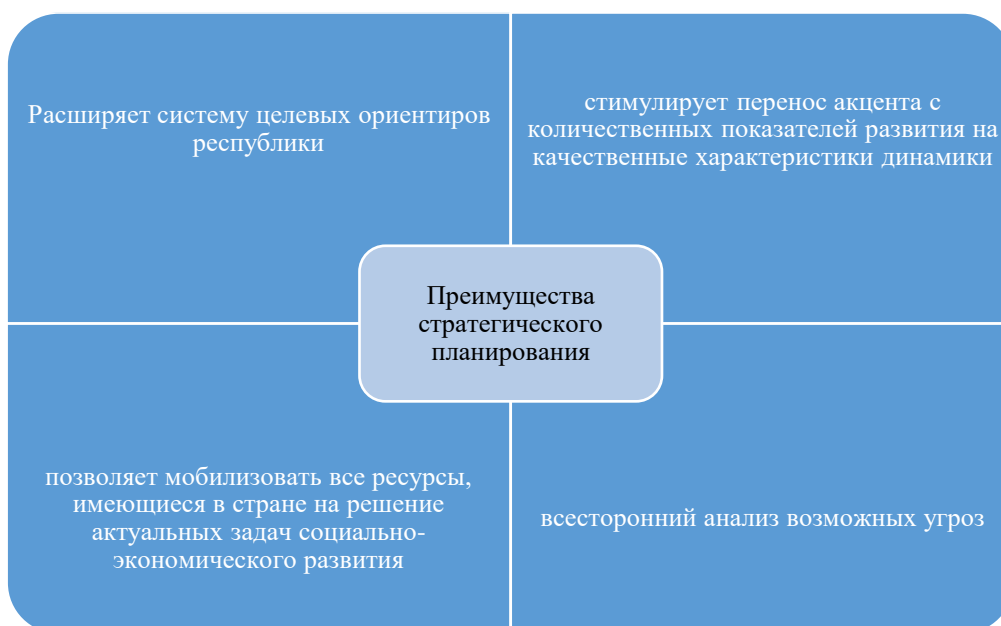 Расширяет систему целевых ориентиров
республики
стимулирует перенос акцента с
количественных показателей развития на
качественные характеристики динамики
Преимущества
стратегического
планирования
позволяет мобилизовать все ресурсы,
имеющиеся в стране на решение
актуальных задач социально-
экономического развития
всесторонний анализ возможных угроз